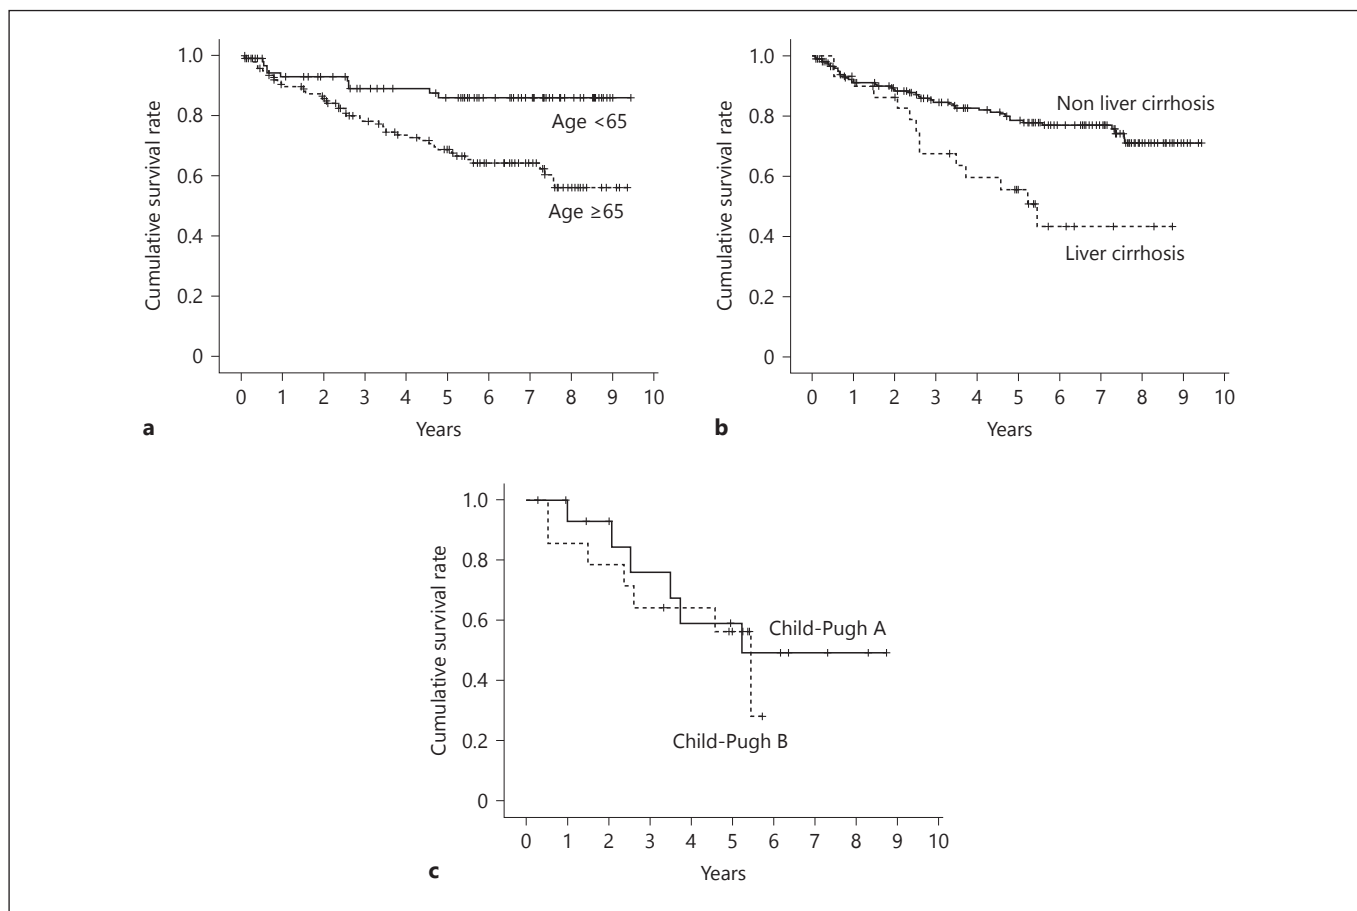 Cumulative survival rate
1.0
0.8
0.6
0.4
0.2
0
Age <65
Age ≥65
0 1 2 3 4 5 6 7 8 9 10
Years
a
Cumulative survival rate
1.0
0.8
0.6
0.4
0.2
0
Non liver cirrhosis
Liver cirrhosis
0 1 2 3 4 5 6 7 8 9 10
Years
b
Cumulative survival rate
1.0
0.8
0.6
0.4
0.2
0
Child-Pugh A
Child-Pugh B
0 1 2 3 4 5 6 7 8 9 10
Years
c